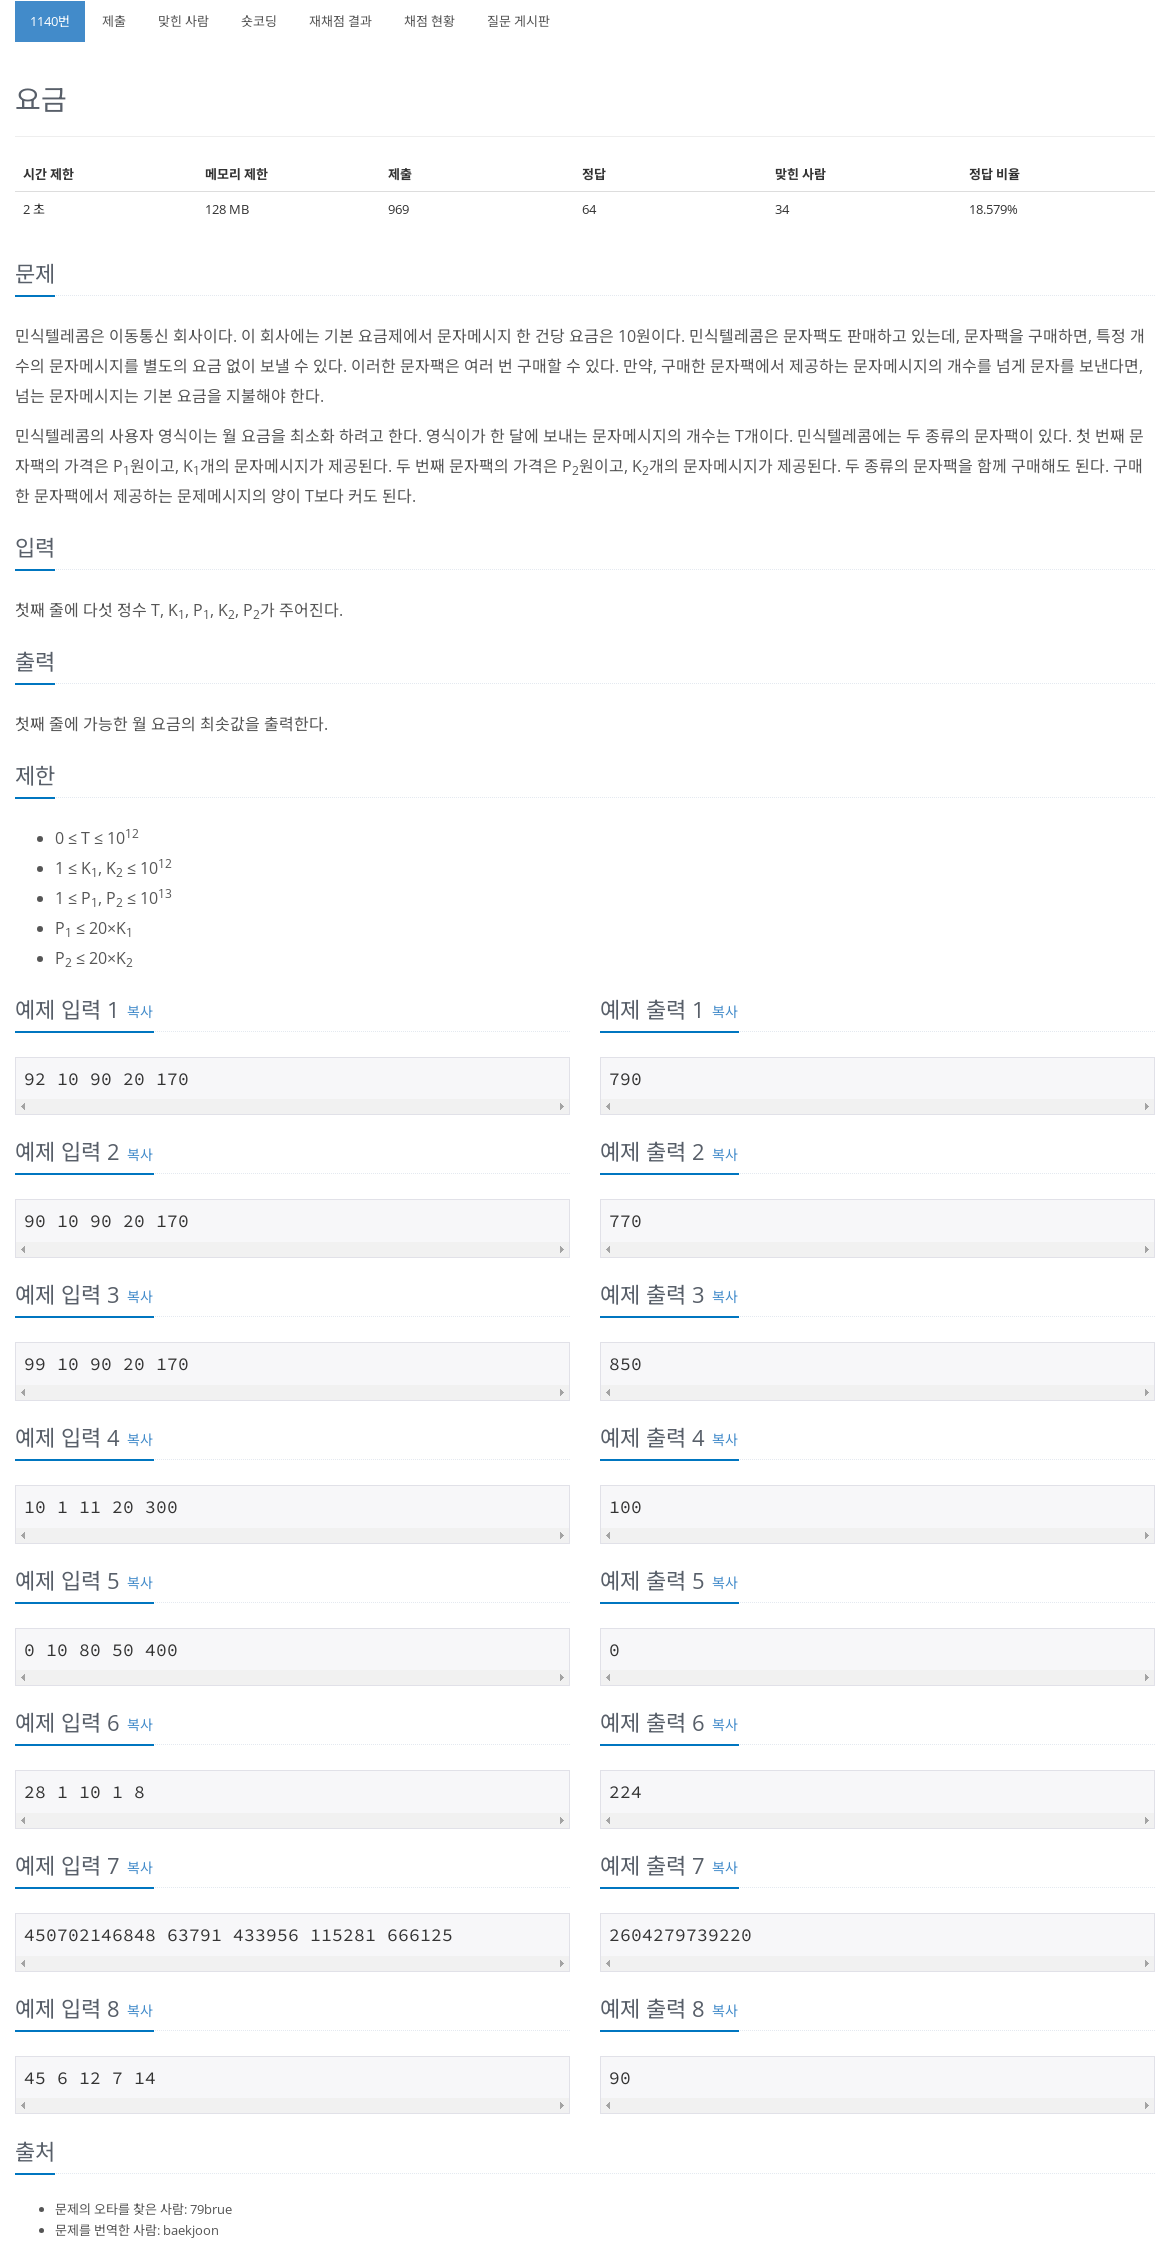 1140번 제출 맞힌 사람 숏코딩 재채점 결과 채점 현황 질문 게시판
요금
시간 제한 메모리 제한 제출 정답 맞힌 사람 정답 비율
2 초 128 MB 969 64 34 18.579%
문제
민식텔레콤은 이동통신 회사이다. 이 회사에는 기본 요금제에서 문자메시지 한 건당 요금은 10원이다. 민식텔레콤은 문자팩도 판매하고 있는데, 문자팩을 구매하면, 특정 개
수의 문자메시지를 별도의 요금 없이 보낼 수 있다. 이러한 문자팩은 여러 번 구매할 수 있다. 만약, 구매한 문자팩에서 제공하는 문자메시지의 개수를 넘게 문자를 보낸다면,
넘는 문자메시지는 기본 요금을 지불해야 한다.
민식텔레콤의 사용자 영식이는 월 요금을 최소화 하려고 한다. 영식이가 한 달에 보내는 문자메시지의 개수는 T개이다. 민식텔레콤에는 두 종류의 문자팩이 있다. 첫 번째 문
자팩의 가격은 P1원이고, K1개의 문자메시지가 제공된다. 두 번째 문자팩의 가격은 P2원이고, K2개의 문자메시지가 제공된다. 두 종류의 문자팩을 함께 구매해도 된다. 구매
한 문자팩에서 제공하는 문제메시지의 양이 T보다 커도 된다.
입력
첫째 줄에 다섯 정수 T, K1, P1, K2, P2가 주어진다.
출력
첫째 줄에 가능한 월 요금의 최솟값을 출력한다.
제한
• 0 ≤ T ≤ 10^12
• 1 ≤ K1, K2 ≤ 10^12
• 1 ≤ P1, P2 ≤ 10^13
• P1 ≤ 20×K1
• P2 ≤ 20×K2
예제 입력 1 복사
92 10 90 20 170
예제 출력 1 복사
790
예제 입력 2 복사
90 10 90 20 170
예제 출력 2 복사
770
예제 입력 3 복사
99 10 90 20 170
예제 출력 3 복사
850
예제 입력 4 복사
10 1 11 20 300
예제 출력 4 복사
100
예제 입력 5 복사
0 10 80 50 400
예제 출력 5 복사
0
예제 입력 6 복사
28 1 10 1 8
예제 출력 6 복사
224
예제 입력 7 복사
450702146848 63791 433956 115281 666125
예제 출력 7 복사
2604279739220
예제 입력 8 복사
45 6 12 7 14
예제 출력 8 복사
90
출처
• 문제의 오타를 찾은 사람: 79brue
• 문제를 번역한 사람: baekjoon